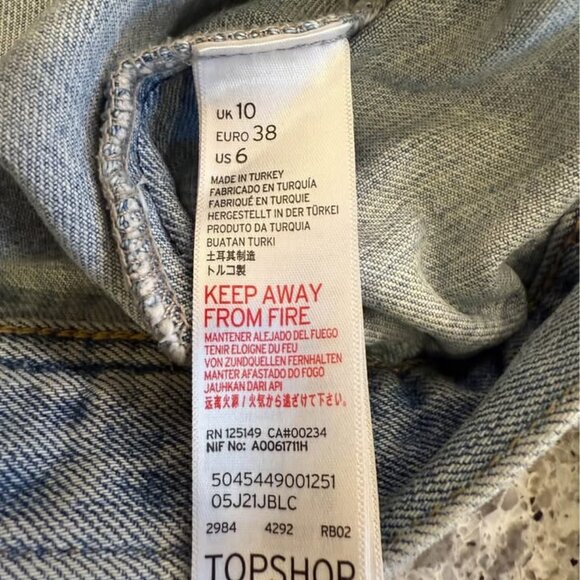 UK 10
EURO 38
US 6
MADE IN TURKEY
FABRICADO EN TURQUÍA
FABRIQUÉ EN TURQUIE
HERGESTELLT IN DER TÜRKEI
PRODUTO DA TURQUIA
BUATAN TURKI
土耳其制造
トルコ製
KEEP AWAY
FROM FIRE
MANTENER ALEJADO DEL FUEGO
TENIR ELOIGNE DU FEU
VON ZUNDQUELLEN FERNHALTEN
MANTER AFASTADO DO FOGO
JAUHKAN DARI API
远离火源 / 火気から遠ざけて下さい。
RN 125149 CA#00234
NIF No: A0061711H
5045449001251
05J21JBLC
2984 4292 RB02
TOPSHOP